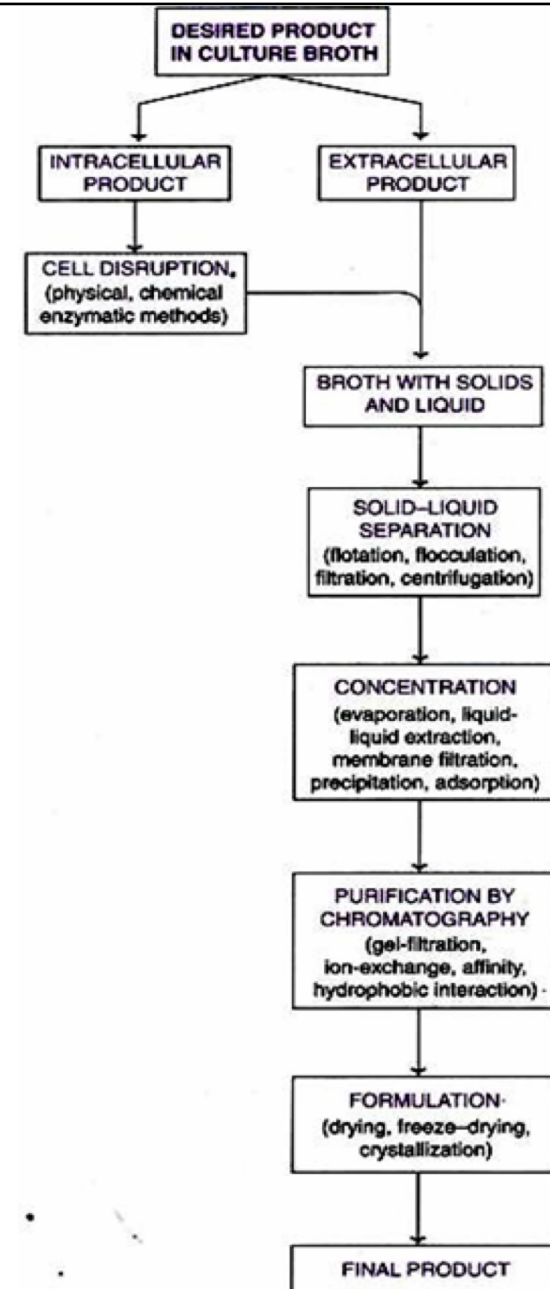 DESIRED PRODUCT
IN CULTURE BROTH
INTRACELLULAR
PRODUCT
EXTRACELLULAR
PRODUCT
CELL DISRUPTION
(physical, chemical
enzymatic methods)
BROTH WITH SOLIDS
AND LIQUID
SOLID–LIQUID
SEPARATION
(flotation, flocculation,
filtration, centrifugation)
CONCENTRATION
(evaporation, liquid-
liquid extraction,
membrane filtration,
precipitation, adsorption)
PURIFICATION BY
CHROMATOGRAPHY
(gel-filtration,
ion-exchange, affinity,
hydrophobic interaction)
FORMULATION
(drying, freeze–drying,
crystallization)
FINAL PRODUCT